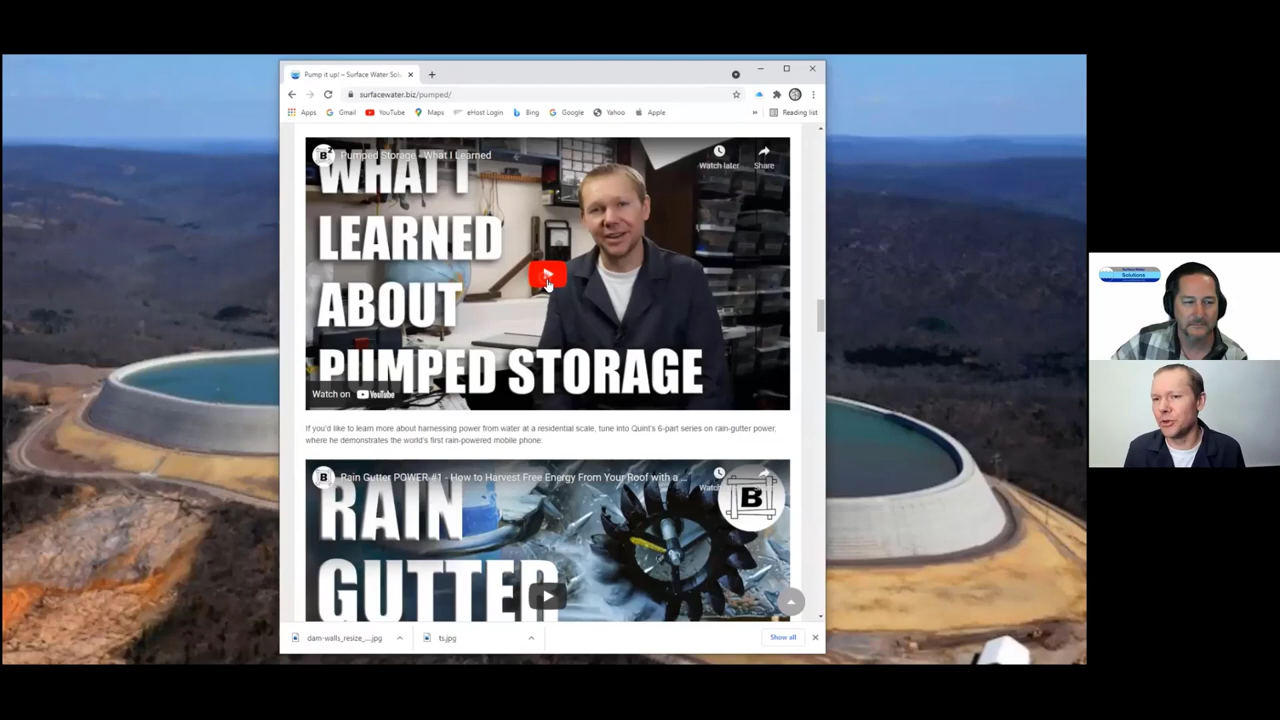 Pump it up! – Surface Water Sol
surfacewater.biz/pumped/
Apps Gmail YouTube Maps eHost Login Bing Google Yahoo Apple » Reading list
Pumped Storage - What I Learned
Watch later Share
WHAT I
LEARNED
ABOUT
PUMPED STORAGE
Watch on YouTube
If you'd like to learn more about harnessing power from water at a residential scale, tune into Quint's 6-part series on rain-gutter power,
where he demonstrates the world's first rain-powered mobile phone:
Rain Gutter POWER #1 - How to Harvest Free Energy From Your Roof with a ...
Watch
B
RAIN
GUTTER
dam-walls_resize_....jpg
ts.jpg
Show all
Surface Water
Solutions